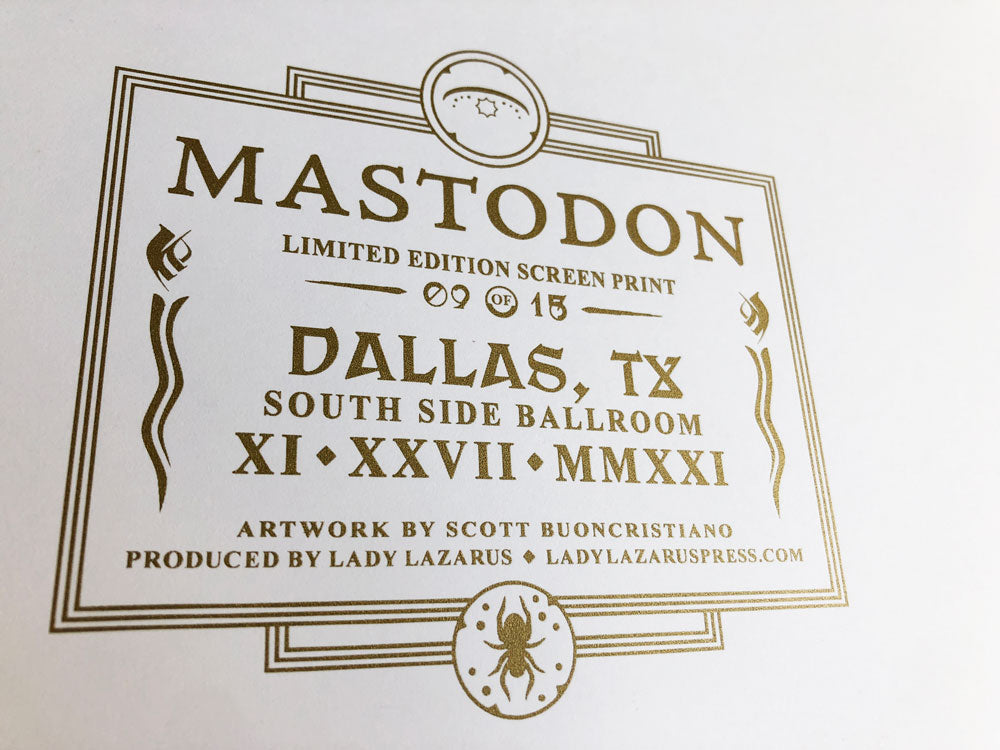 MASTODON
LIMITED EDITION SCREEN PRINT
09 OF 15
DALLAS, TX
SOUTH SIDE BALLROOM
XI ◆ XXVII ◆ MMXXI
ARTWORK BY SCOTT BUONCRISTIANO
PRODUCED BY LADY LAZARUS ◆ LADYLAZARUSPRESS.COM